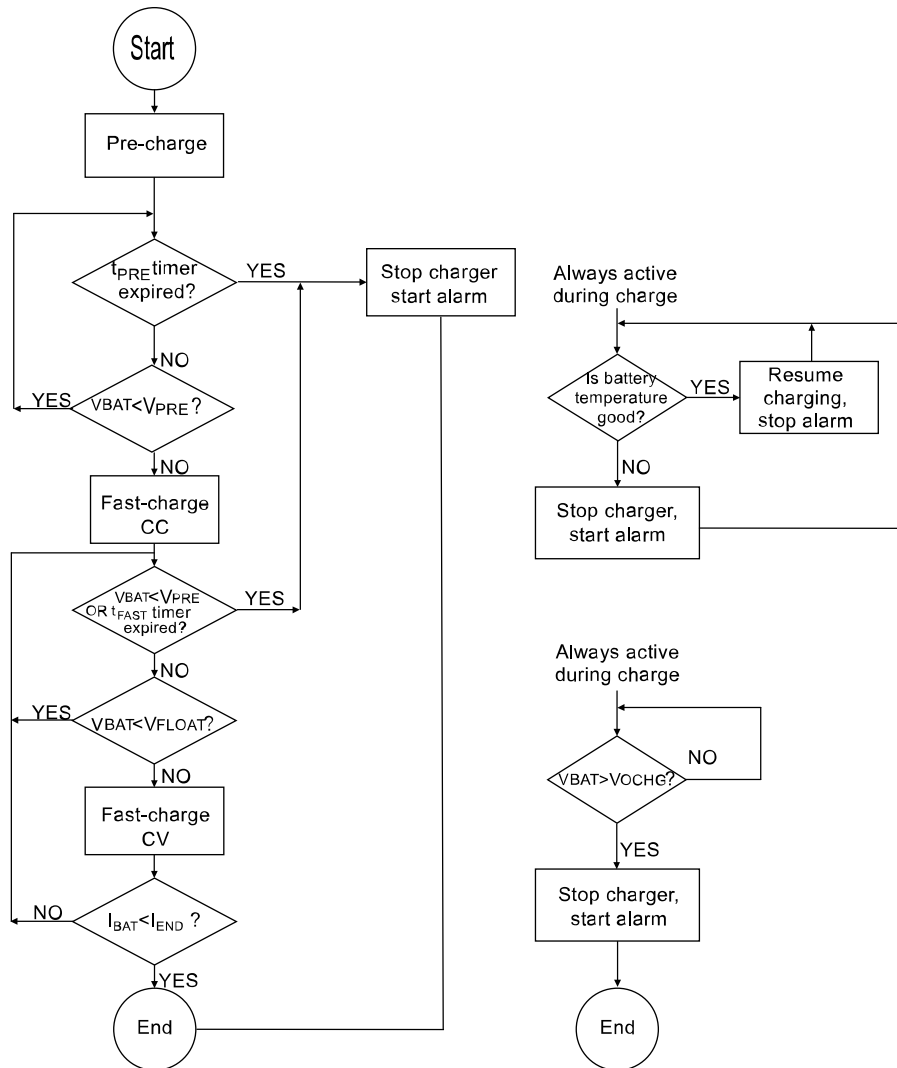 Start
Pre-charge
tPRE timer
expired?
YES
NO
VBAT<VPRE?
YES
NO
Fast-charge
CC
VBAT<VPRE
OR tFAST timer
expired?
YES
NO
VBAT<VFLOAT?
YES
NO
Fast-charge
CV
IBAT<IEND ?
NO
YES
End
Stop charger
start alarm
Always active
during charge
Is battery
temperature
good?
YES
Resume
charging,
stop alarm
NO
Stop charger,
start alarm
Always active
during charge
VBAT>VOCHG?
NO
YES
Stop charger,
start alarm
End